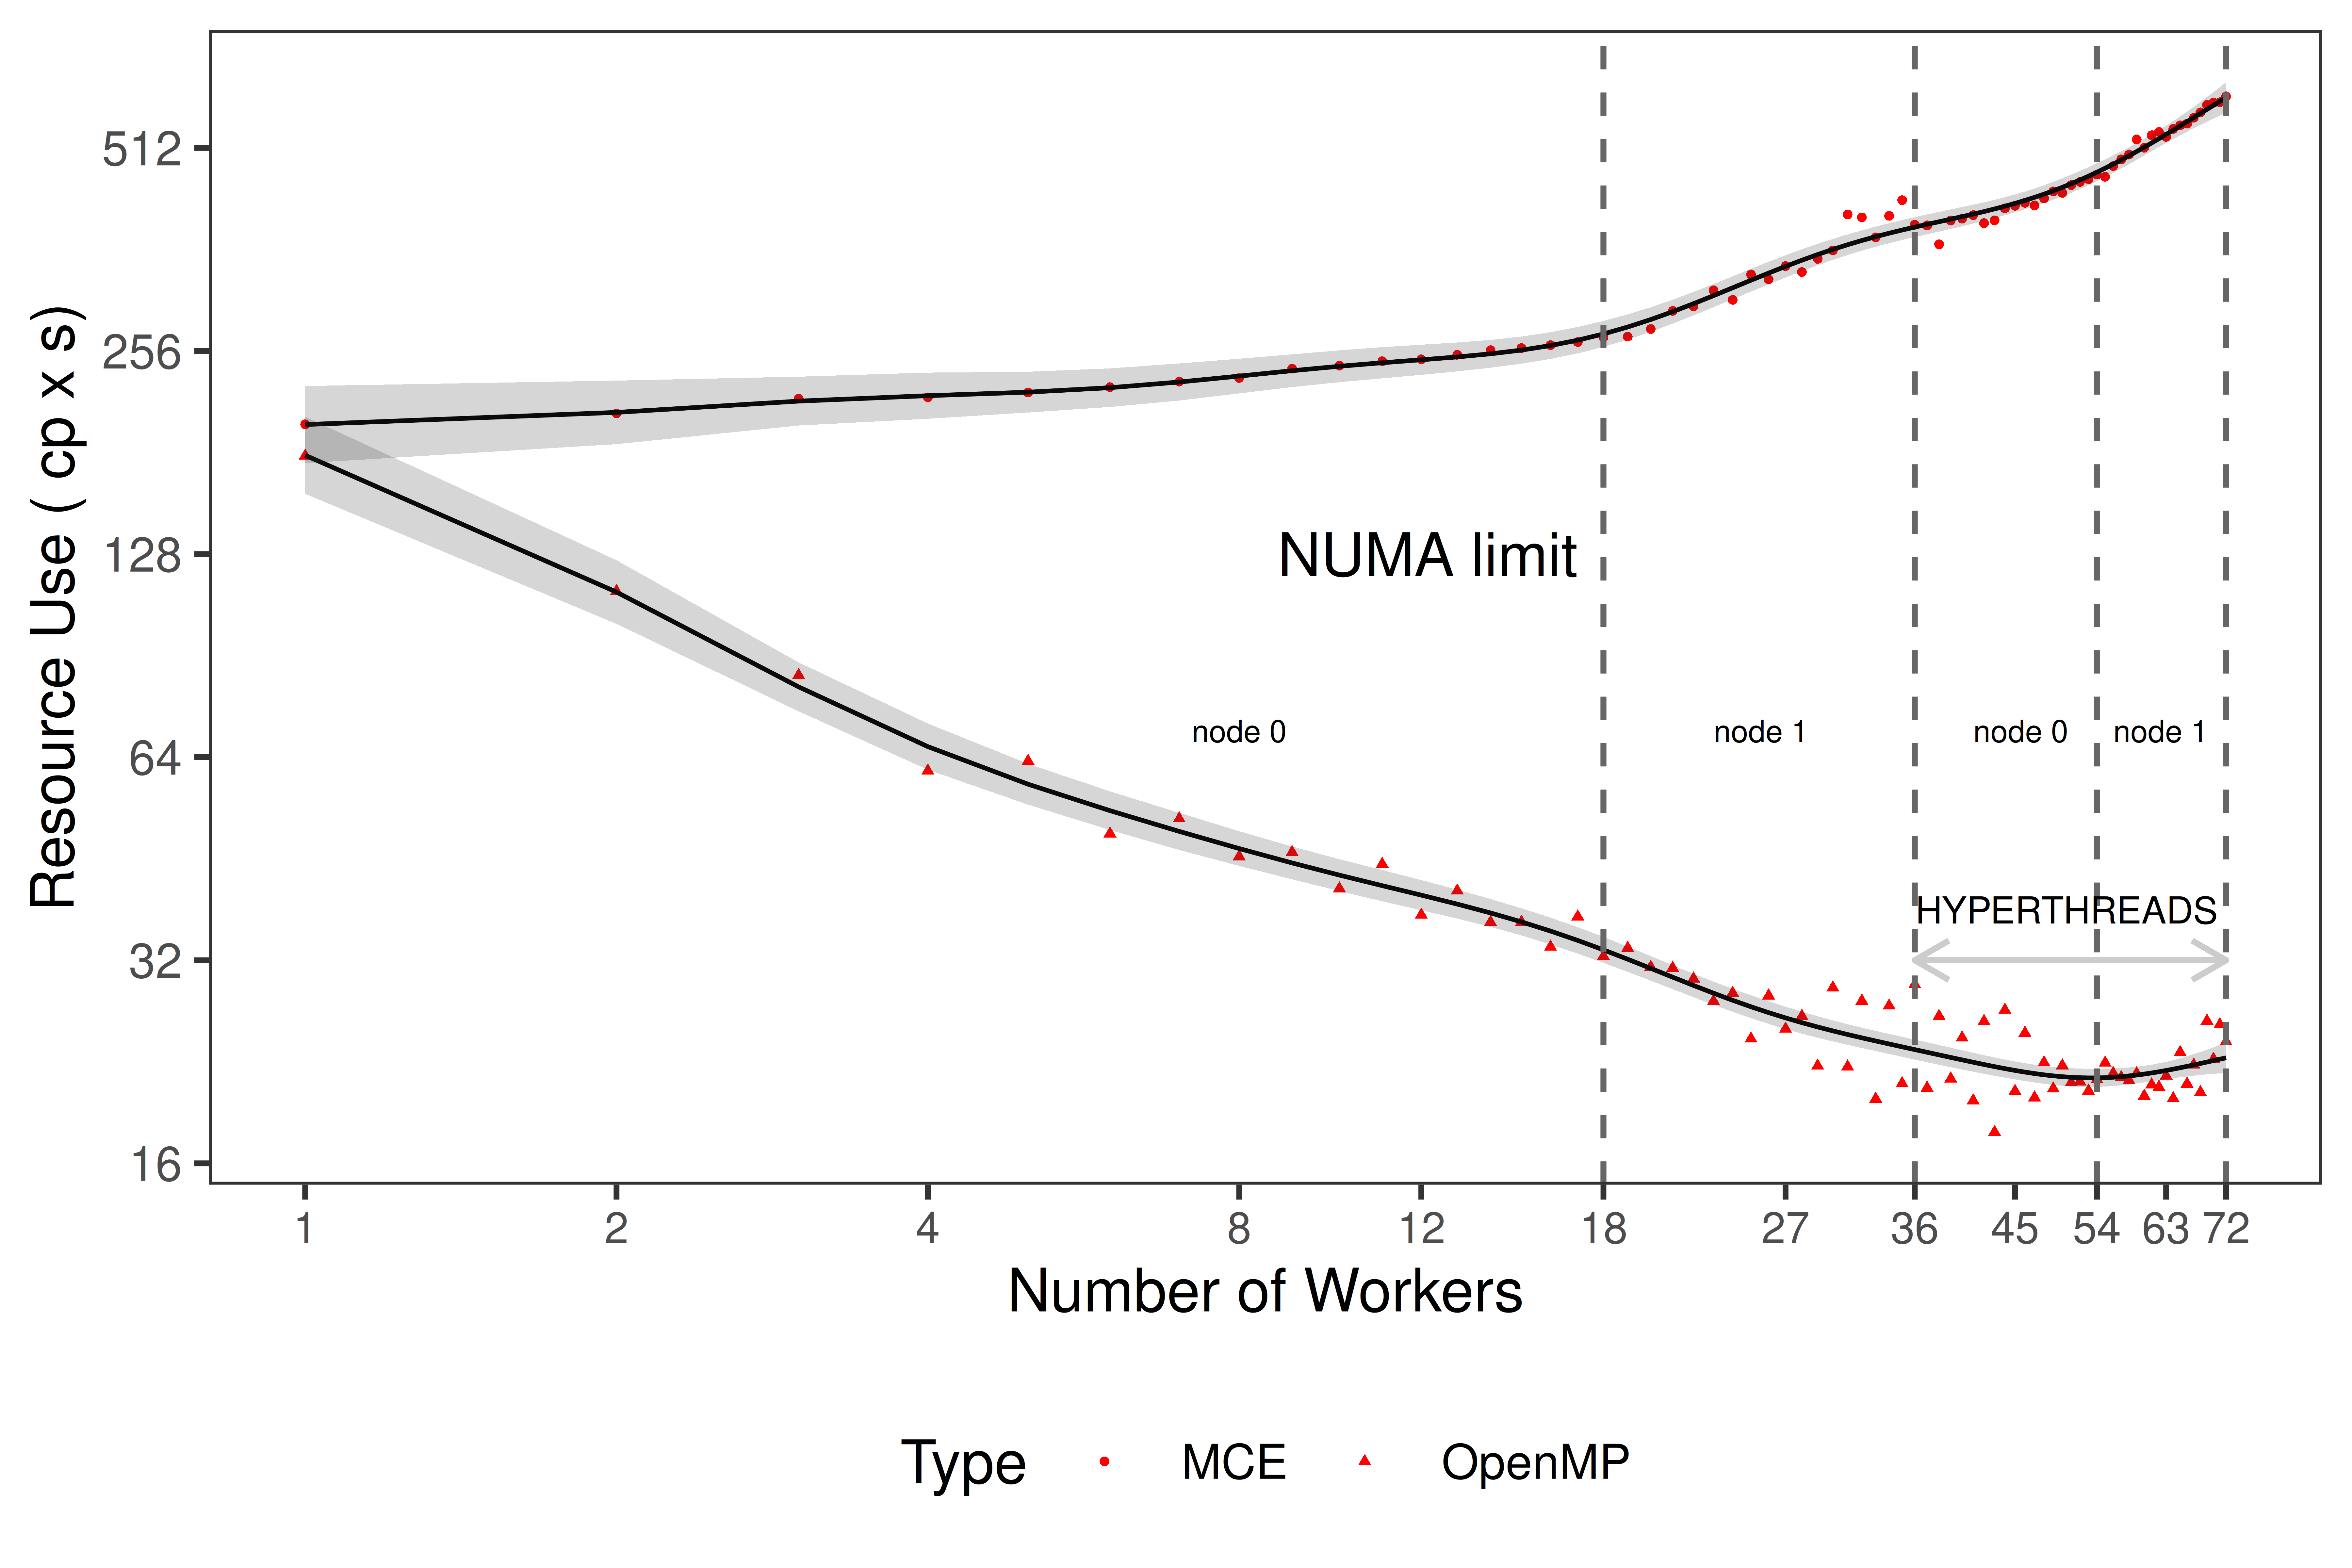 Resource Use ( cp x s)
512
256
128
64
32
16
NUMA limit
node 0
node 1
node 0
node 1
HYPERTHREADS
1 2 4 8 12 18 27 36 45 54 63 72
Number of Workers
Type MCE OpenMP